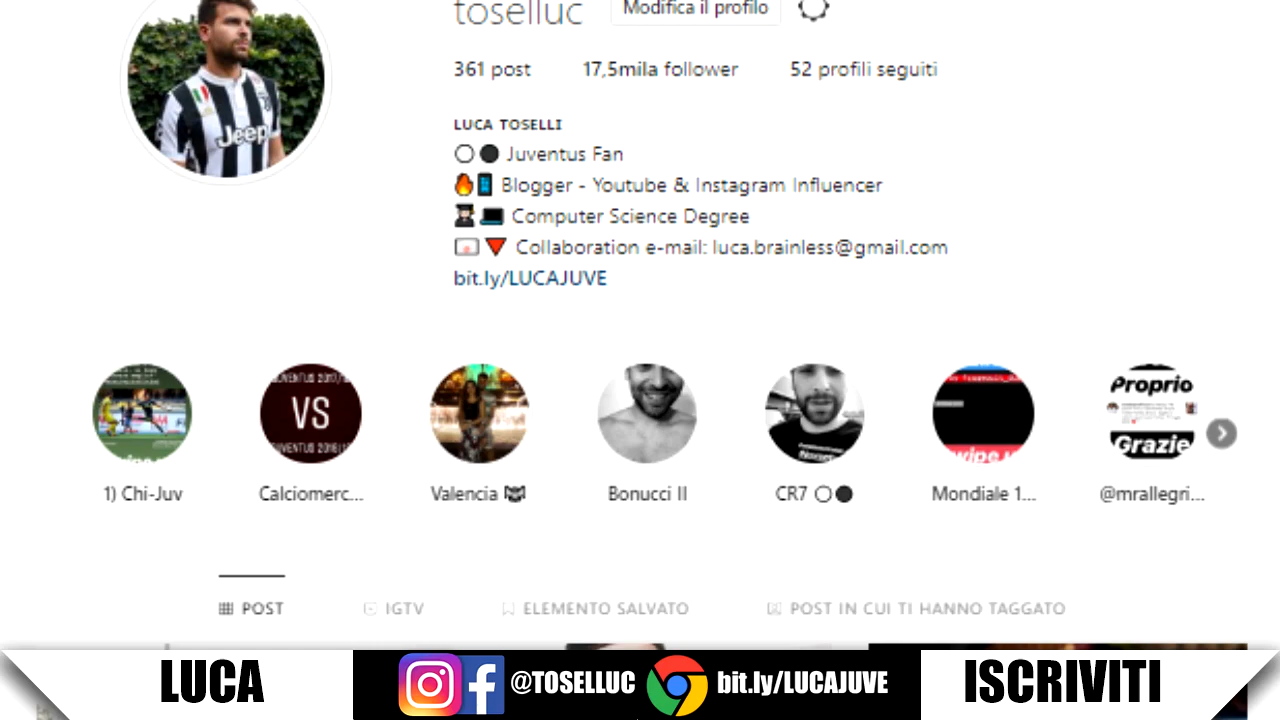 toselluc Modifica il profilo
361 post 17,5mila follower 52 profili seguiti
LUCA TOSELLI
Juventus Fan
Blogger - Youtube & Instagram Influencer
Computer Science Degree
Collaboration e-mail: luca.brainless@gmail.com
bit.ly/LUCAJUVE
Jeep
VS
Proprio
Grazie
1) Chi-Juv Calciomerc... Valencia Bonucci II CR7 Mondiale 1... @mrallegri...
POST IGTV ELEMENTO SALVATO POST IN CUI TI HANNO TAGGATO
LUCA @TOSELLUC bit.ly/LUCAJUVE ISCRIVITI